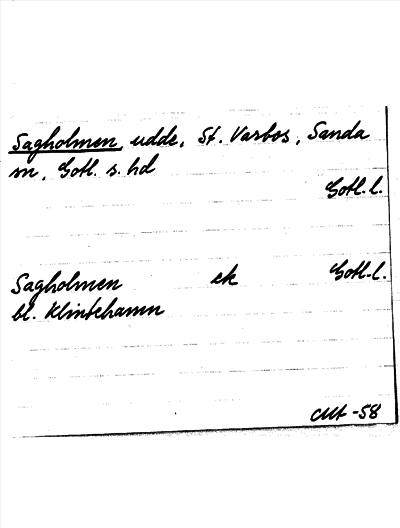 Sagholmen, udde, St. Varbos, Sanda
sn, Gotl. s. hd
Gotl. l.
Sagholmen ek Gotl. l.
bl. Klintehamn
-58